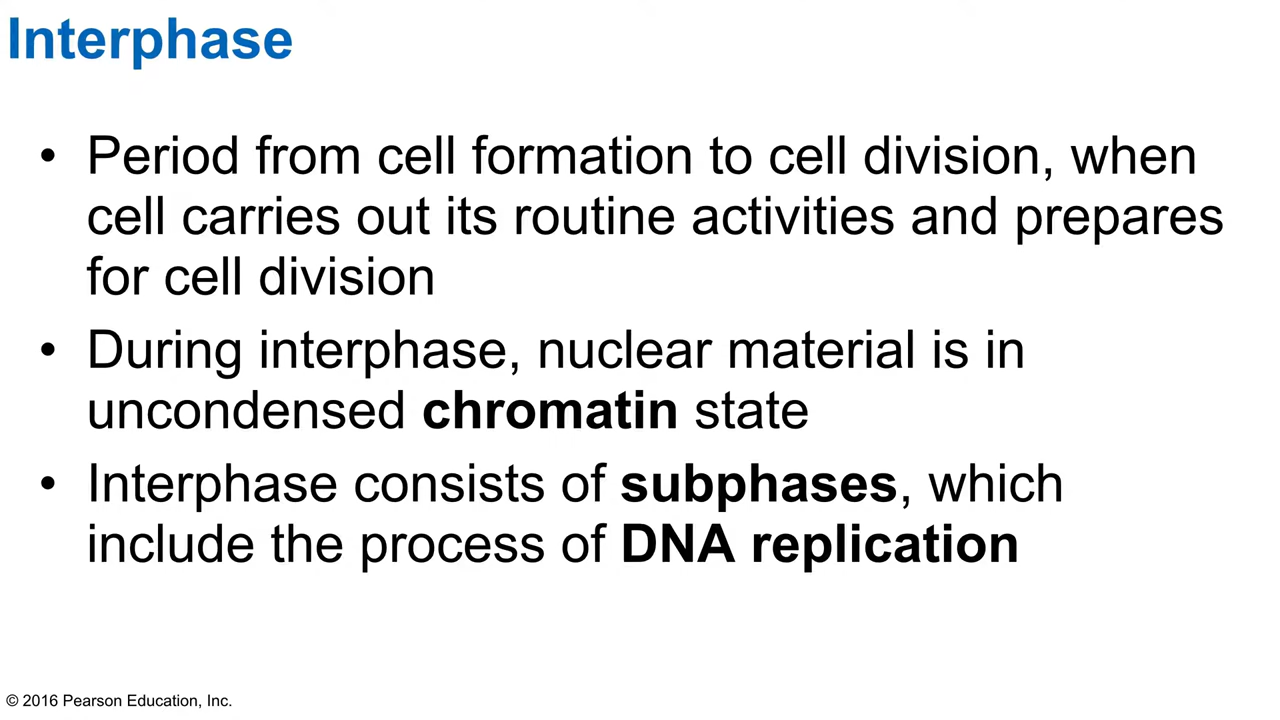 Interphase
• Period from cell formation to cell division, when
cell carries out its routine activities and prepares
for cell division
• During interphase, nuclear material is in
uncondensed chromatin state
• Interphase consists of subphases, which
include the process of DNA replication
© 2016 Pearson Education, Inc.